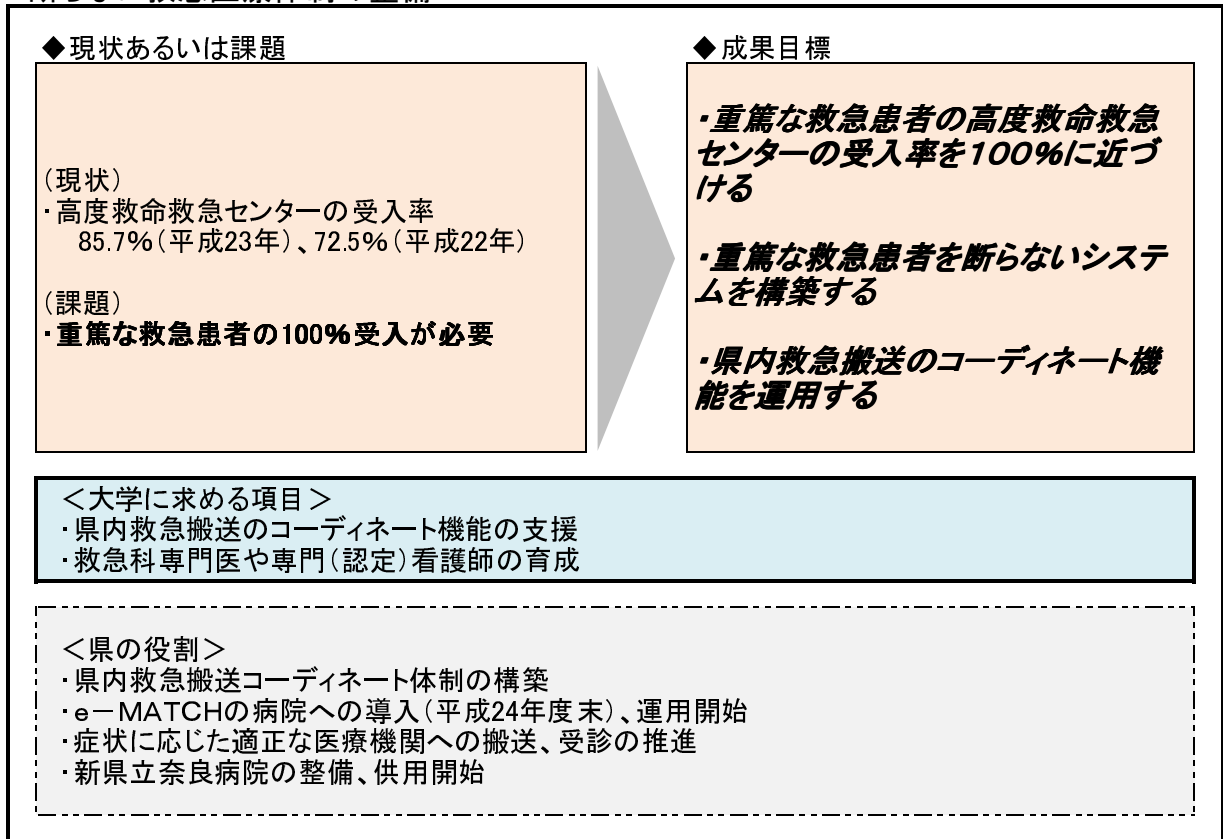 ◆現状あるいは課題
(現状)
・高度救命救急センターの受入率
85.7%(平成23年)、72.5%(平成22年)
(課題)
・重篤な救急患者の100%受入が必要
◆成果目標
・重篤な救急患者の高度救命救急
センターの受入率を100%に近づ
ける
・重篤な救急患者を断らないシステ
ムを構築する
・県内救急搬送のコーディネート機
能を運用する
<大学に求める項目>
・県内救急搬送のコーディネート機能の支援
・救急科専門医や専門(認定)看護師の育成
<県の役割>
・県内救急搬送コーディネート体制の構築
・e-MATCHの病院への導入(平成24年度末)、運用開始
・症状に応じた適正な医療機関への搬送、受診の推進
・新県立奈良病院の整備、供用開始